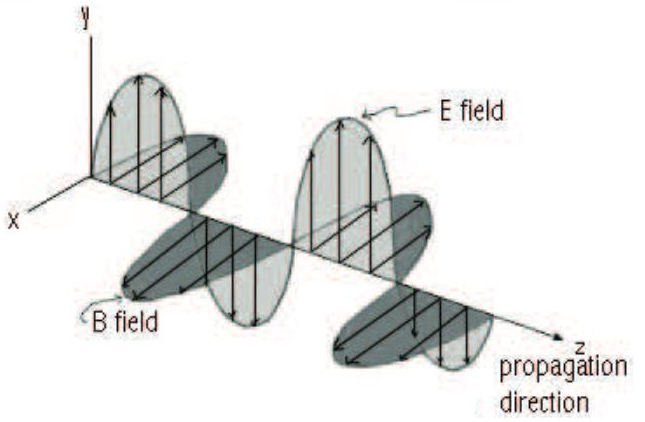 y
E field
x
B field
z
propagation
direction